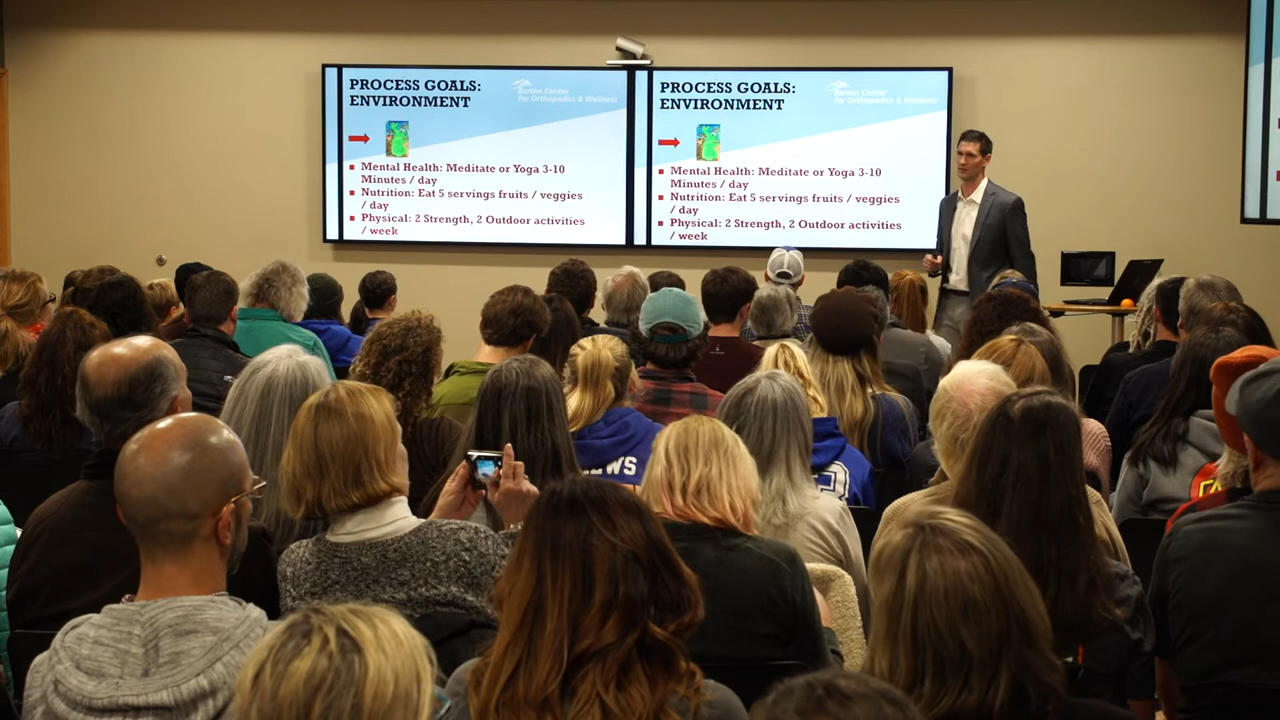 PROCESS GOALS:
ENVIRONMENT
Barton Center
for Orthopedics & Wellness
Mental Health: Meditate or Yoga 3-10
Minutes / day
Nutrition: Eat 5 servings fruits / veggies
/ day
Physical: 2 Strength, 2 Outdoor activities
/ week
PROCESS GOALS:
ENVIRONMENT
Barton Center
for Orthopedics & Wellness
Mental Health: Meditate or Yoga 3-10
Minutes / day
Nutrition: Eat 5 servings fruits / veggies
/ day
Physical: 2 Strength, 2 Outdoor activities
/ week
EWS
2